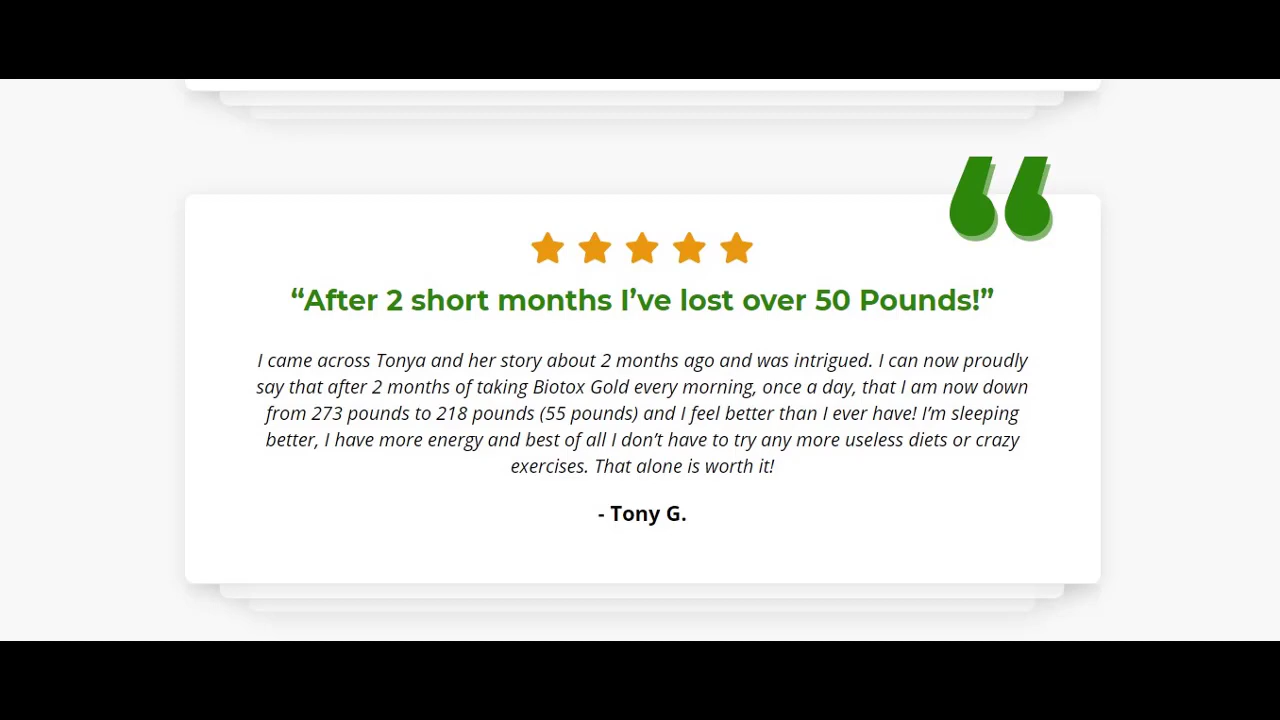 “After 2 short months I’ve lost over 50 Pounds!”
I came across Tonya and her story about 2 months ago and was intrigued. I can now proudly
say that after 2 months of taking Biotox Gold every morning, once a day, that I am now down
from 273 pounds to 218 pounds (55 pounds) and I feel better than I ever have! I’m sleeping
better, I have more energy and best of all I don’t have to try any more useless diets or crazy
exercises. That alone is worth it!
- Tony G.